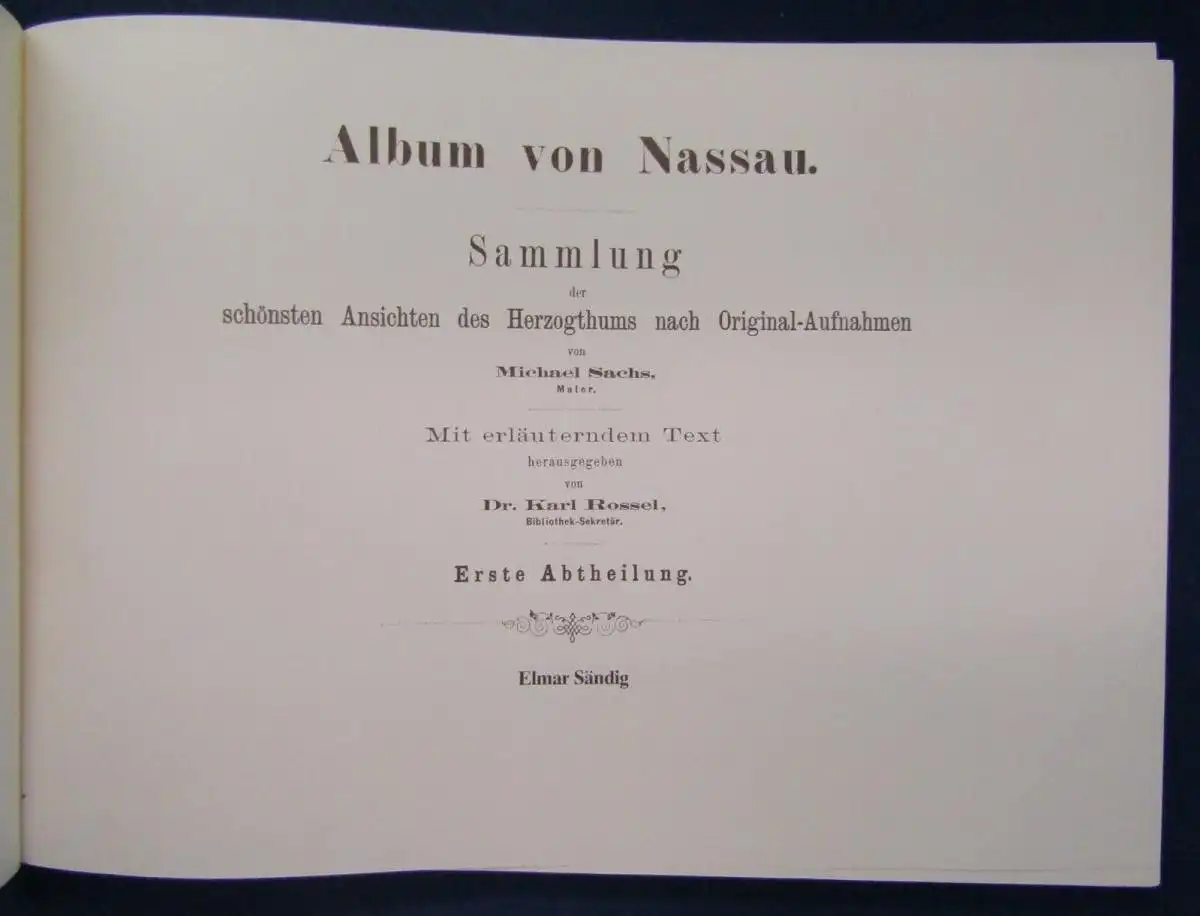 Album von Nassau.
Sammlung
der
schönsten Ansichten des Herzogthums nach Original-Aufnahmen
von
Michael Sachs,
Maler.
Mit erläuterndem Text
herausgegeben
von
Dr. Karl Rossel,
Bibliothek-Sekretär.
Erste Abtheilung.
Elmar Sändig